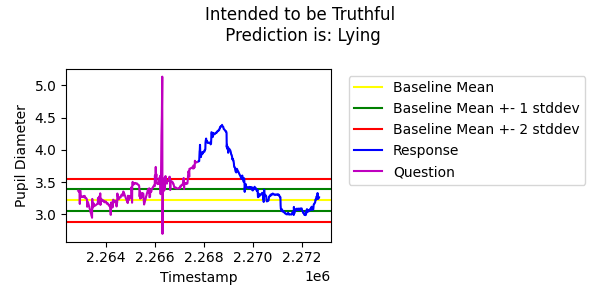 Intended to be Truthful
Prediction is: Lying
Pupil Diameter
5.0
4.5
4.0
3.5
3.0
2.264 2.266 2.268 2.270 2.272
1e6
Timestamp
Baseline Mean
Baseline Mean +- 1 stddev
Baseline Mean +- 2 stddev
Response
Question